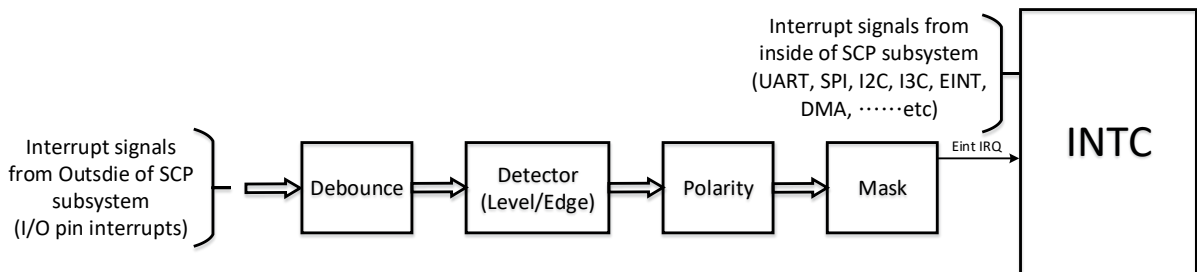 Interrupt signals from
inside of SCP subsystem
(UART, SPI, I2C, I3C, EINT,
DMA, ⋯⋯etc)
INTC
Interrupt signals
from Outsdie of SCP
subsystem
(I/O pin interrupts)
Debounce
Detector
(Level/Edge)
Polarity
Mask
Eint IRQ